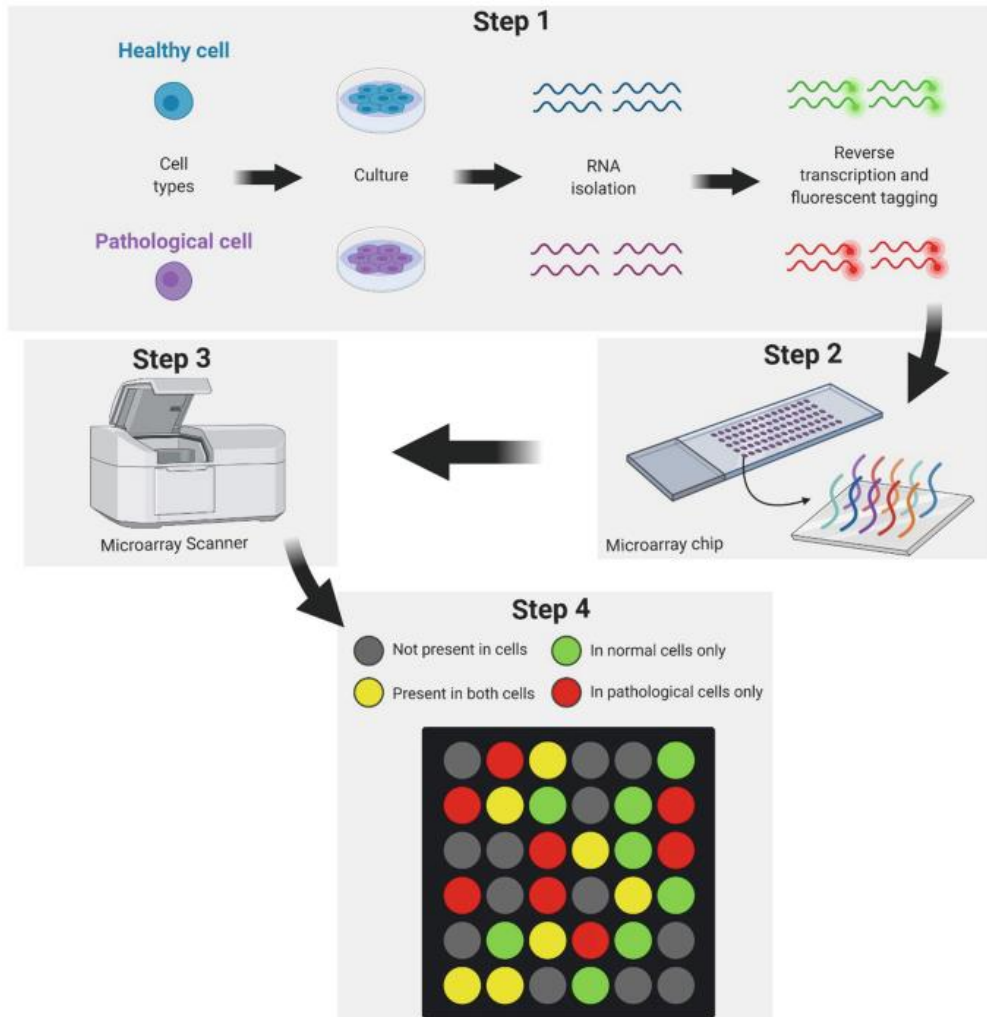 Step 1
Healthy cell
Cell
types
Culture
RNA
isolation
Reverse
transcription and
fluorescent tagging
Pathological cell
Step 3
Microarray Scanner
Step 2
Microarray chip
Step 4
Not present in cells
In normal cells only
Present in both cells
In pathological cells only